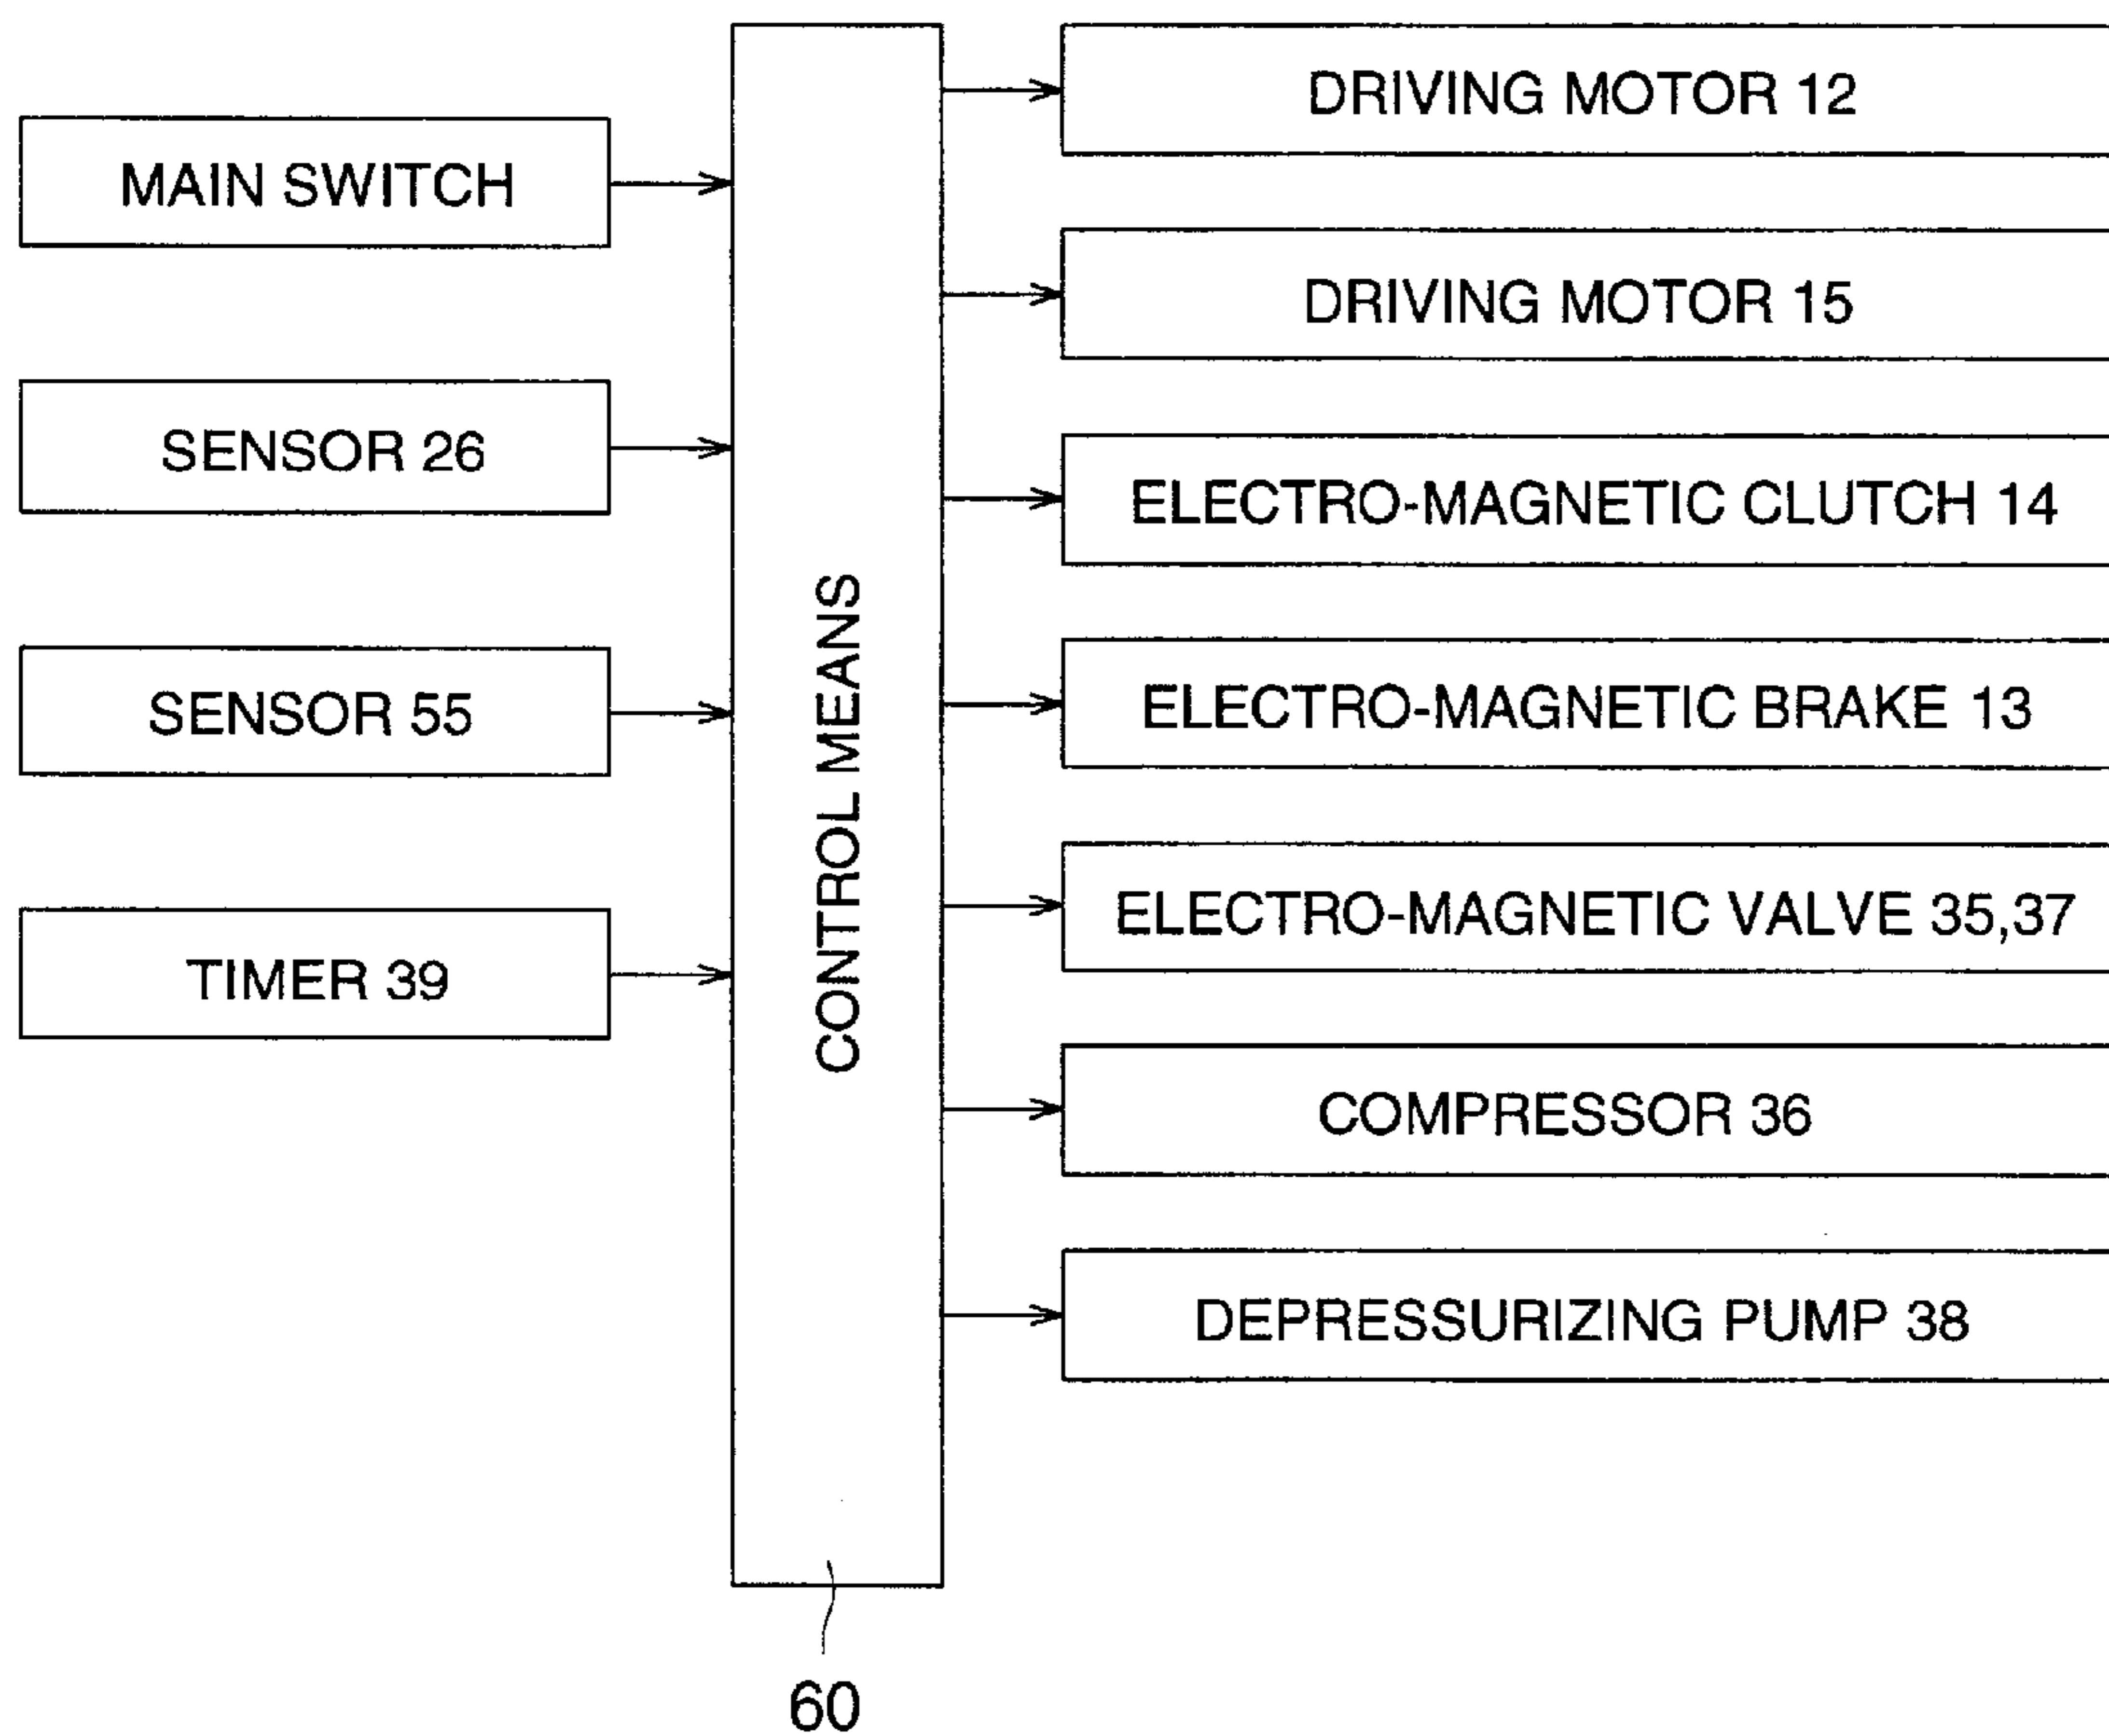 MAIN SWITCH
SENSOR 26
SENSOR 55
TIMER 39
CONTROL MEANS
60
DRIVING MOTOR 12
DRIVING MOTOR 15
ELECTRO-MAGNETIC CLUTCH 14
ELECTRO-MAGNETIC BRAKE 13
ELECTRO-MAGNETIC VALVE 35,37
COMPRESSOR 36
DEPRESSURIZING PUMP 38